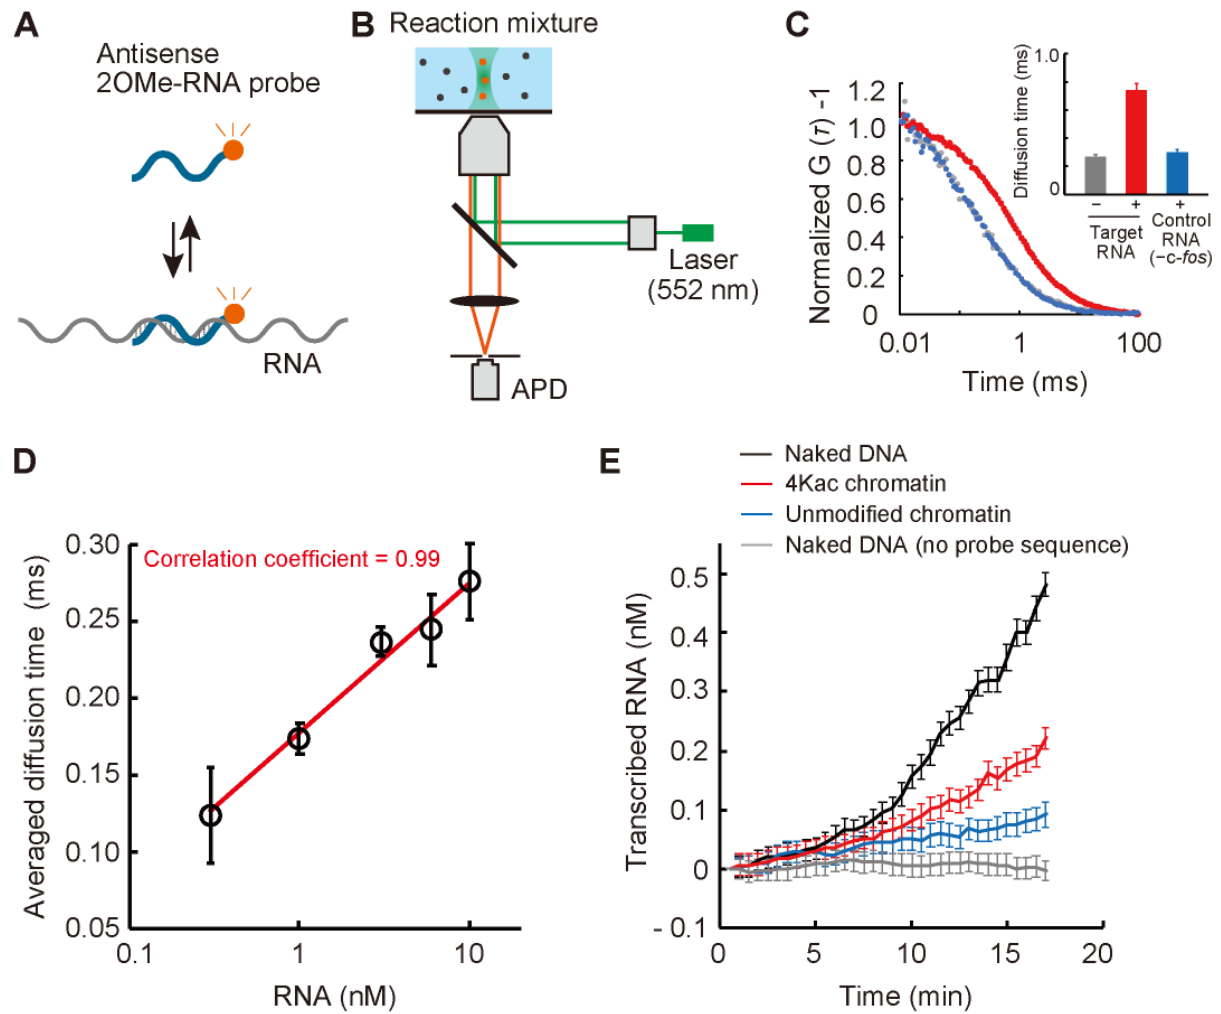 A
Antisense
2OMe-RNA probe
RNA
B
Reaction mixture
Laser
(552 nm)
APD
C
Normalized G (τ) -1
1.2
1.0
0.8
0.6
0.4
0.2
0
0.01
1
100
Time (ms)
Diffusion time (ms)
1.0
0
−
+
+
Target
RNA
Control
RNA
(−c-fos)
D
Correlation coefficient = 0.99
Averaged diffusion time (ms)
0.30
0.25
0.20
0.15
0.10
0.05
0.1
1
10
RNA (nM)
E
Naked DNA
4Kac chromatin
Unmodified chromatin
Naked DNA (no probe sequence)
Transcribed RNA (nM)
0.5
0.4
0.3
0.2
0.1
0
- 0.1
0
5
10
15
20
Time (min)